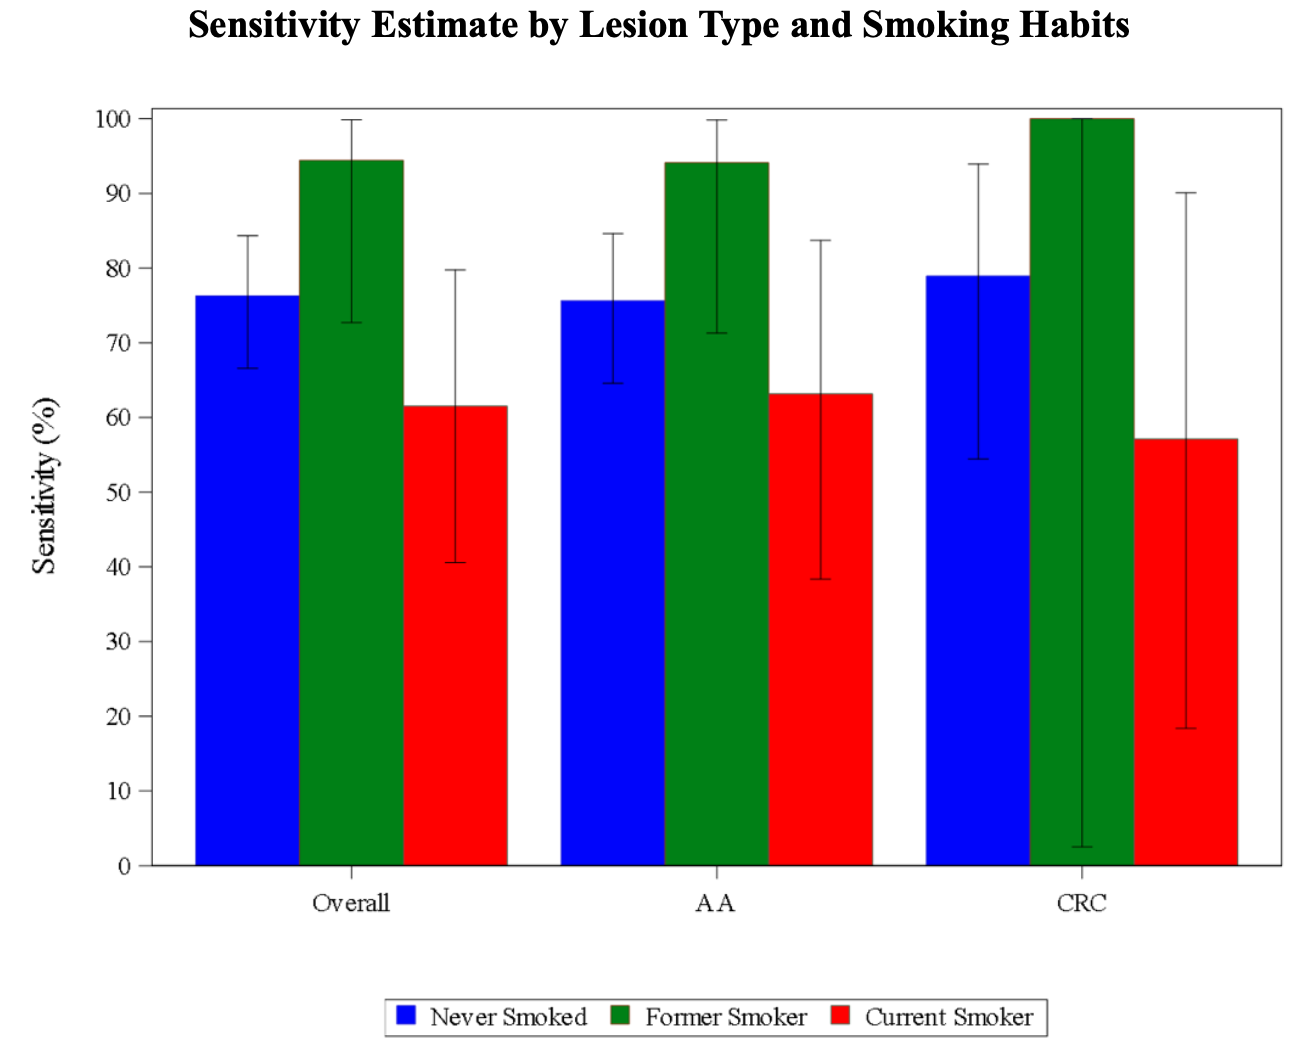 Sensitivity Estimate by Lesion Type and Smoking Habits
Sensitivity (%)
100
90
80
70
60
50
40
30
20
10
0
Overall AA CRC
Never Smoked Former Smoker Current Smoker